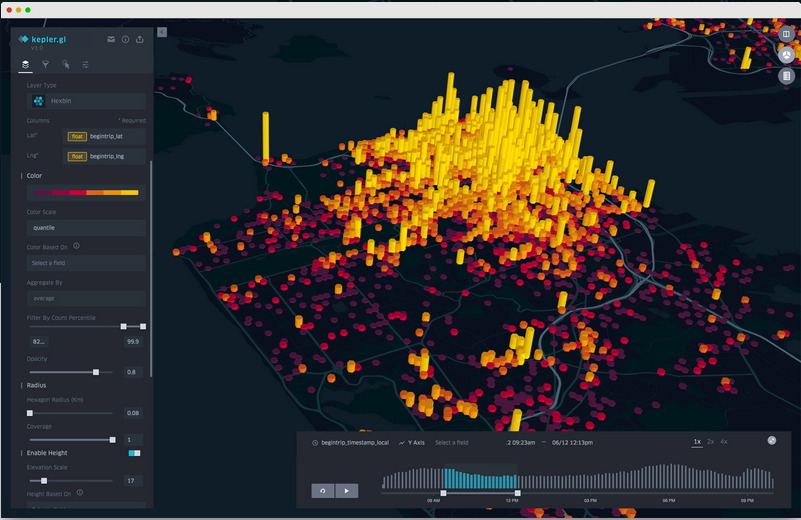 kepler.gl
v1.0
Layer Type
Hexbin
Columns
* Required
Lat*
float
begintrip_lat
Lng*
float
begintrip_lng
Color
Color Scale
quantile
Color Based On
Select a field
Aggregate By
average
Filter By Count Percentile
82...
99.9
Opacity
0.8
Radius
Hexagon Radius (Km)
0.08
Coverage
1
Enable Height
Elevation Scale
17
Height Based On
begintrip_timestamp_local
Y Axis
Select a field
.2 09:23am — 06/12 12:13pm
1x
2x
4x
09 AM
12 PM
03 PM
06 PM
09 PM